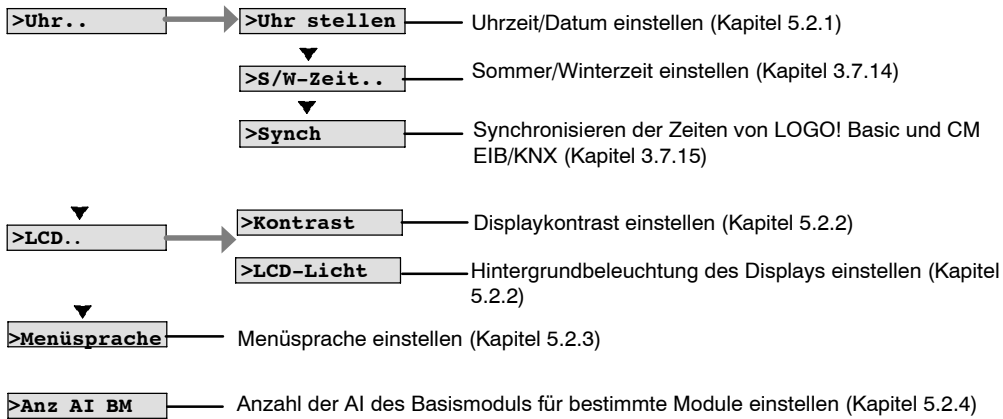 >Uhr..
>Uhr stellen
Uhrzeit/Datum einstellen (Kapitel 5.2.1)
>S/W-Zeit..
Sommer/Winterzeit einstellen (Kapitel 3.7.14)
>Synch
Synchronisieren der Zeiten von LOGO! Basic und CM
EIB/KNX (Kapitel 3.7.15)
>LCD..
>Kontrast
Displaykontrast einstellen (Kapitel 5.2.2)
>LCD-Licht
Hintergrundbeleuchtung des Displays einstellen (Kapitel
5.2.2)
>Menüsprache
Menüsprache einstellen (Kapitel 5.2.3)
>Anz AI BM
Anzahl der AI des Basismoduls für bestimmte Module einstellen (Kapitel 5.2.4)